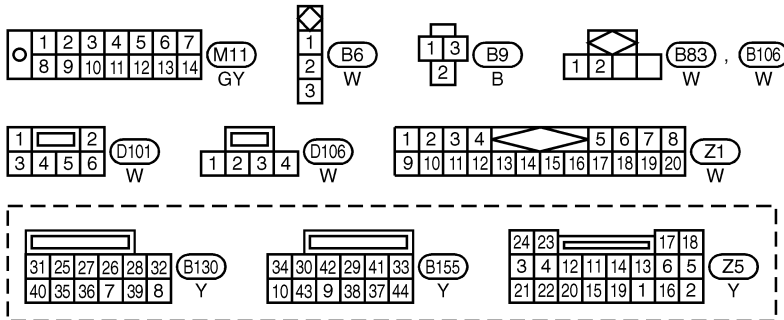 1 2 3 4 5 6 7 M11 1 B6 1 3 B9 B83 , B106
8 9 10 11 12 13 14 GY 2 W 2 B 1 2 W W
3
1 2 D101 D106 1 2 3 4 5 6 7 8 Z1
3 4 5 6 W 1 2 3 4 W 9 10 11 12 13 14 15 16 17 18 19 20 W
24 23 17 18
31 25 27 26 28 32 B130 34 30 42 29 41 33 B155 3 4 12 11 14 13 6 5 Z5
40 35 36 7 39 8 Y 10 43 9 38 37 44 Y 21 22 20 15 19 1 16 2 Y